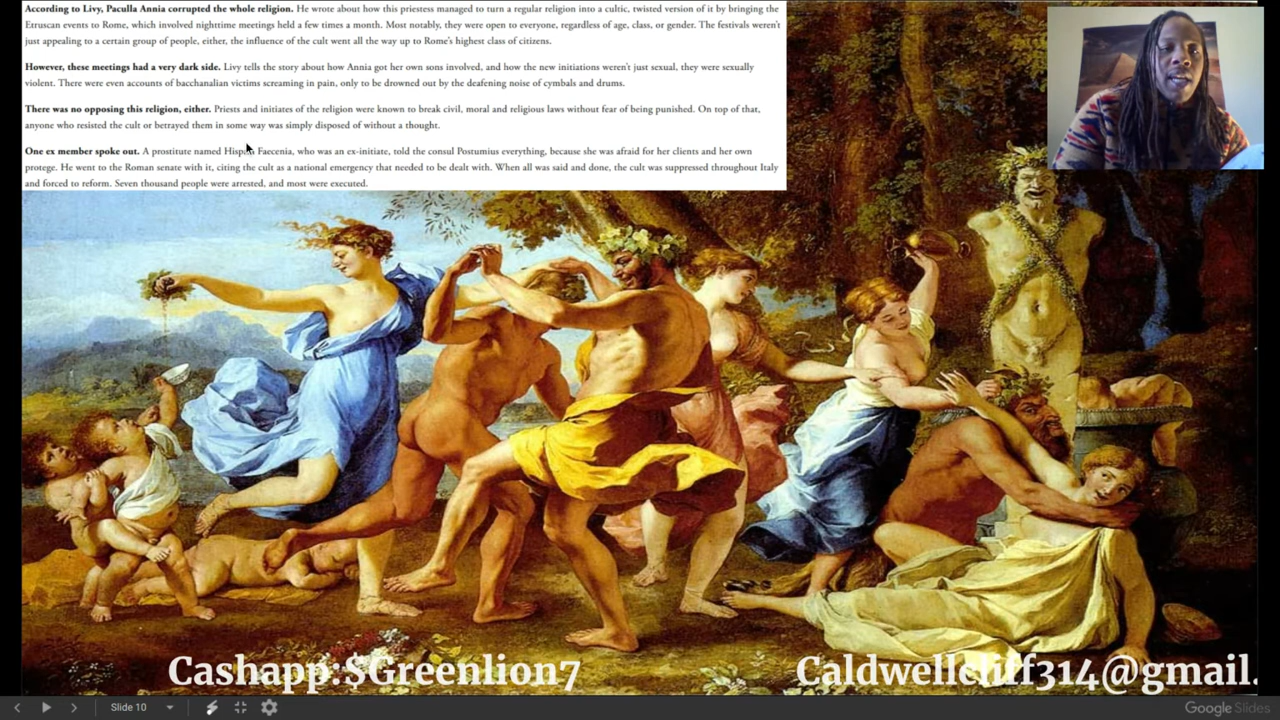 According to Livy, Paculla Annia corrupted the whole religion. He wrote about how this priestess managed to turn a regular religion into a cultic, twisted version of it by bringing the
Etruscan events to Rome, which involved nighttime meetings held a few times a month. Most notably, they were open to everyone, regardless of age, class, or gender. The festivals weren't
just appealing to a certain group of people, either, the influence of the cult went all the way up to Rome's highest class of citizens.
However, these meetings had a very dark side. Livy tells the story about how Annia got her own sons involved, and how the new initiations weren't just sexual, they were sexually
violent. There were even accounts of bacchanalian victims screaming in pain, only to be drowned out by the deafening noise of cymbals and drums.
There was no opposing this religion, either. Priests and initiates of the religion were known to break civil, moral and religious laws without fear of being punished. On top of that,
anyone who resisted the cult or betrayed them in some way was simply disposed of without a thought.
One ex member spoke out. A prostitute named Hispala Faecenia, who was an ex-initiate, told the consul Postumius everything, because she was afraid for her clients and her own
protege. He went to the Roman senate with it, citing the cult as a national emergency that needed to be dealt with. When all was said and done, the cult was suppressed throughout Italy
and forced to reform. Seven thousand people were arrested, and most were executed.
Cashapp:$Greenlion7 Caldwellcliff314@gmail.
Slide 10 Google Slides